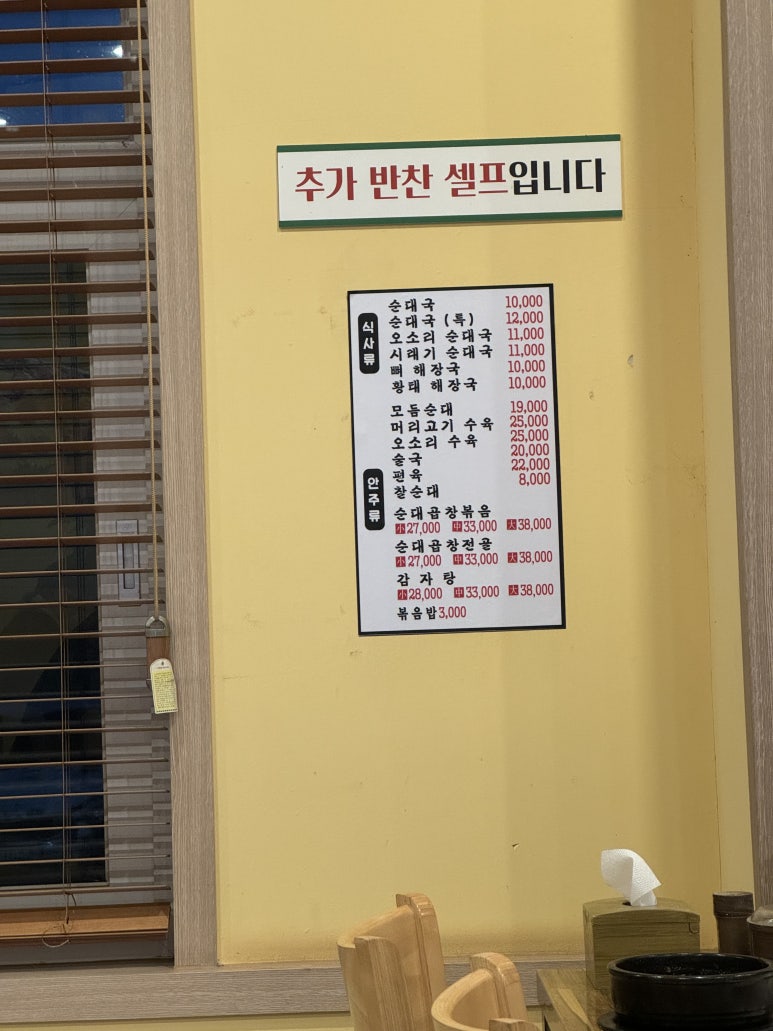 추가 반찬 셀프입니다
식사류
순대국 10,000
순대국 (특) 12,000
오소리 순대국 11,000
시래기 순대국 11,000
뼈 해장국 10,000
황태 해장국 10,000
안주류
모듬순대 19,000
머리고기 수육 25,000
오소리 수육 25,000
술국 20,000
편육 22,000
찰순대 8,000
순대곱창볶음
小27,000 中33,000 大38,000
순대곱창전골
小27,000 中33,000 大38,000
감자탕
小28,000 中33,000 大38,000
볶음밥3,000